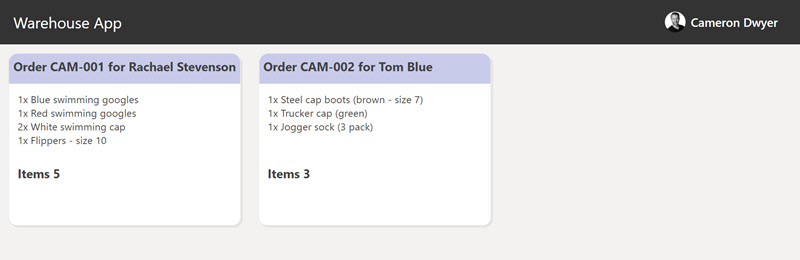 Warehouse App
Cameron Dwyer
Order CAM-001 for Rachael Stevenson
1x Blue swimming googles
1x Red swimming googles
2x White swimming cap
1x Flippers - size 10
Items 5
Order CAM-002 for Tom Blue
1x Steel cap boots (brown - size 7)
1x Trucker cap (green)
1x Jogger sock (3 pack)
Items 3